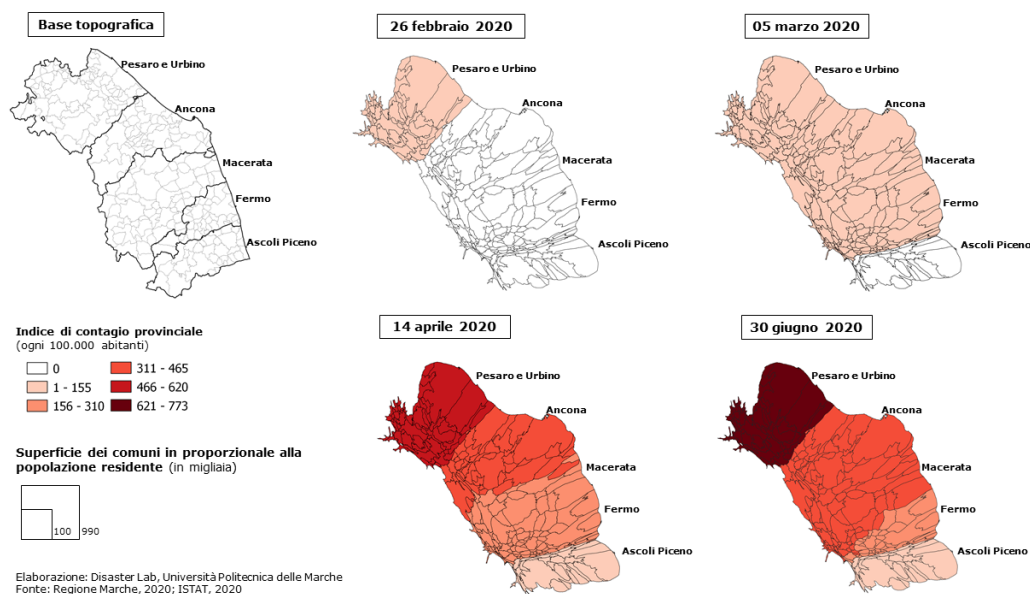 Base topografica
Pesaro e Urbino
Ancona
Macerata
Fermo
Ascoli Piceno
26 febbraio 2020
Pesaro e Urbino
Ancona
Macerata
Fermo
Ascoli Piceno
05 marzo 2020
Pesaro e Urbino
Ancona
Macerata
Fermo
Ascoli Piceno
Indice di contagio provinciale
(ogni 100.000 abitanti)
0
1 - 155
156 - 310
311 - 465
466 - 620
621 - 773
Superficie dei comuni in proporzionale alla
popolazione residente (in migliaia)
100 990
14 aprile 2020
Pesaro e Urbino
Ancona
Macerata
Fermo
Ascoli Piceno
30 giugno 2020
Pesaro e Urbino
Ancona
Macerata
Fermo
Ascoli Piceno
Elaborazione: Disaster Lab, Università Politecnica delle Marche
Fonte: Regione Marche, 2020; ISTAT, 2020